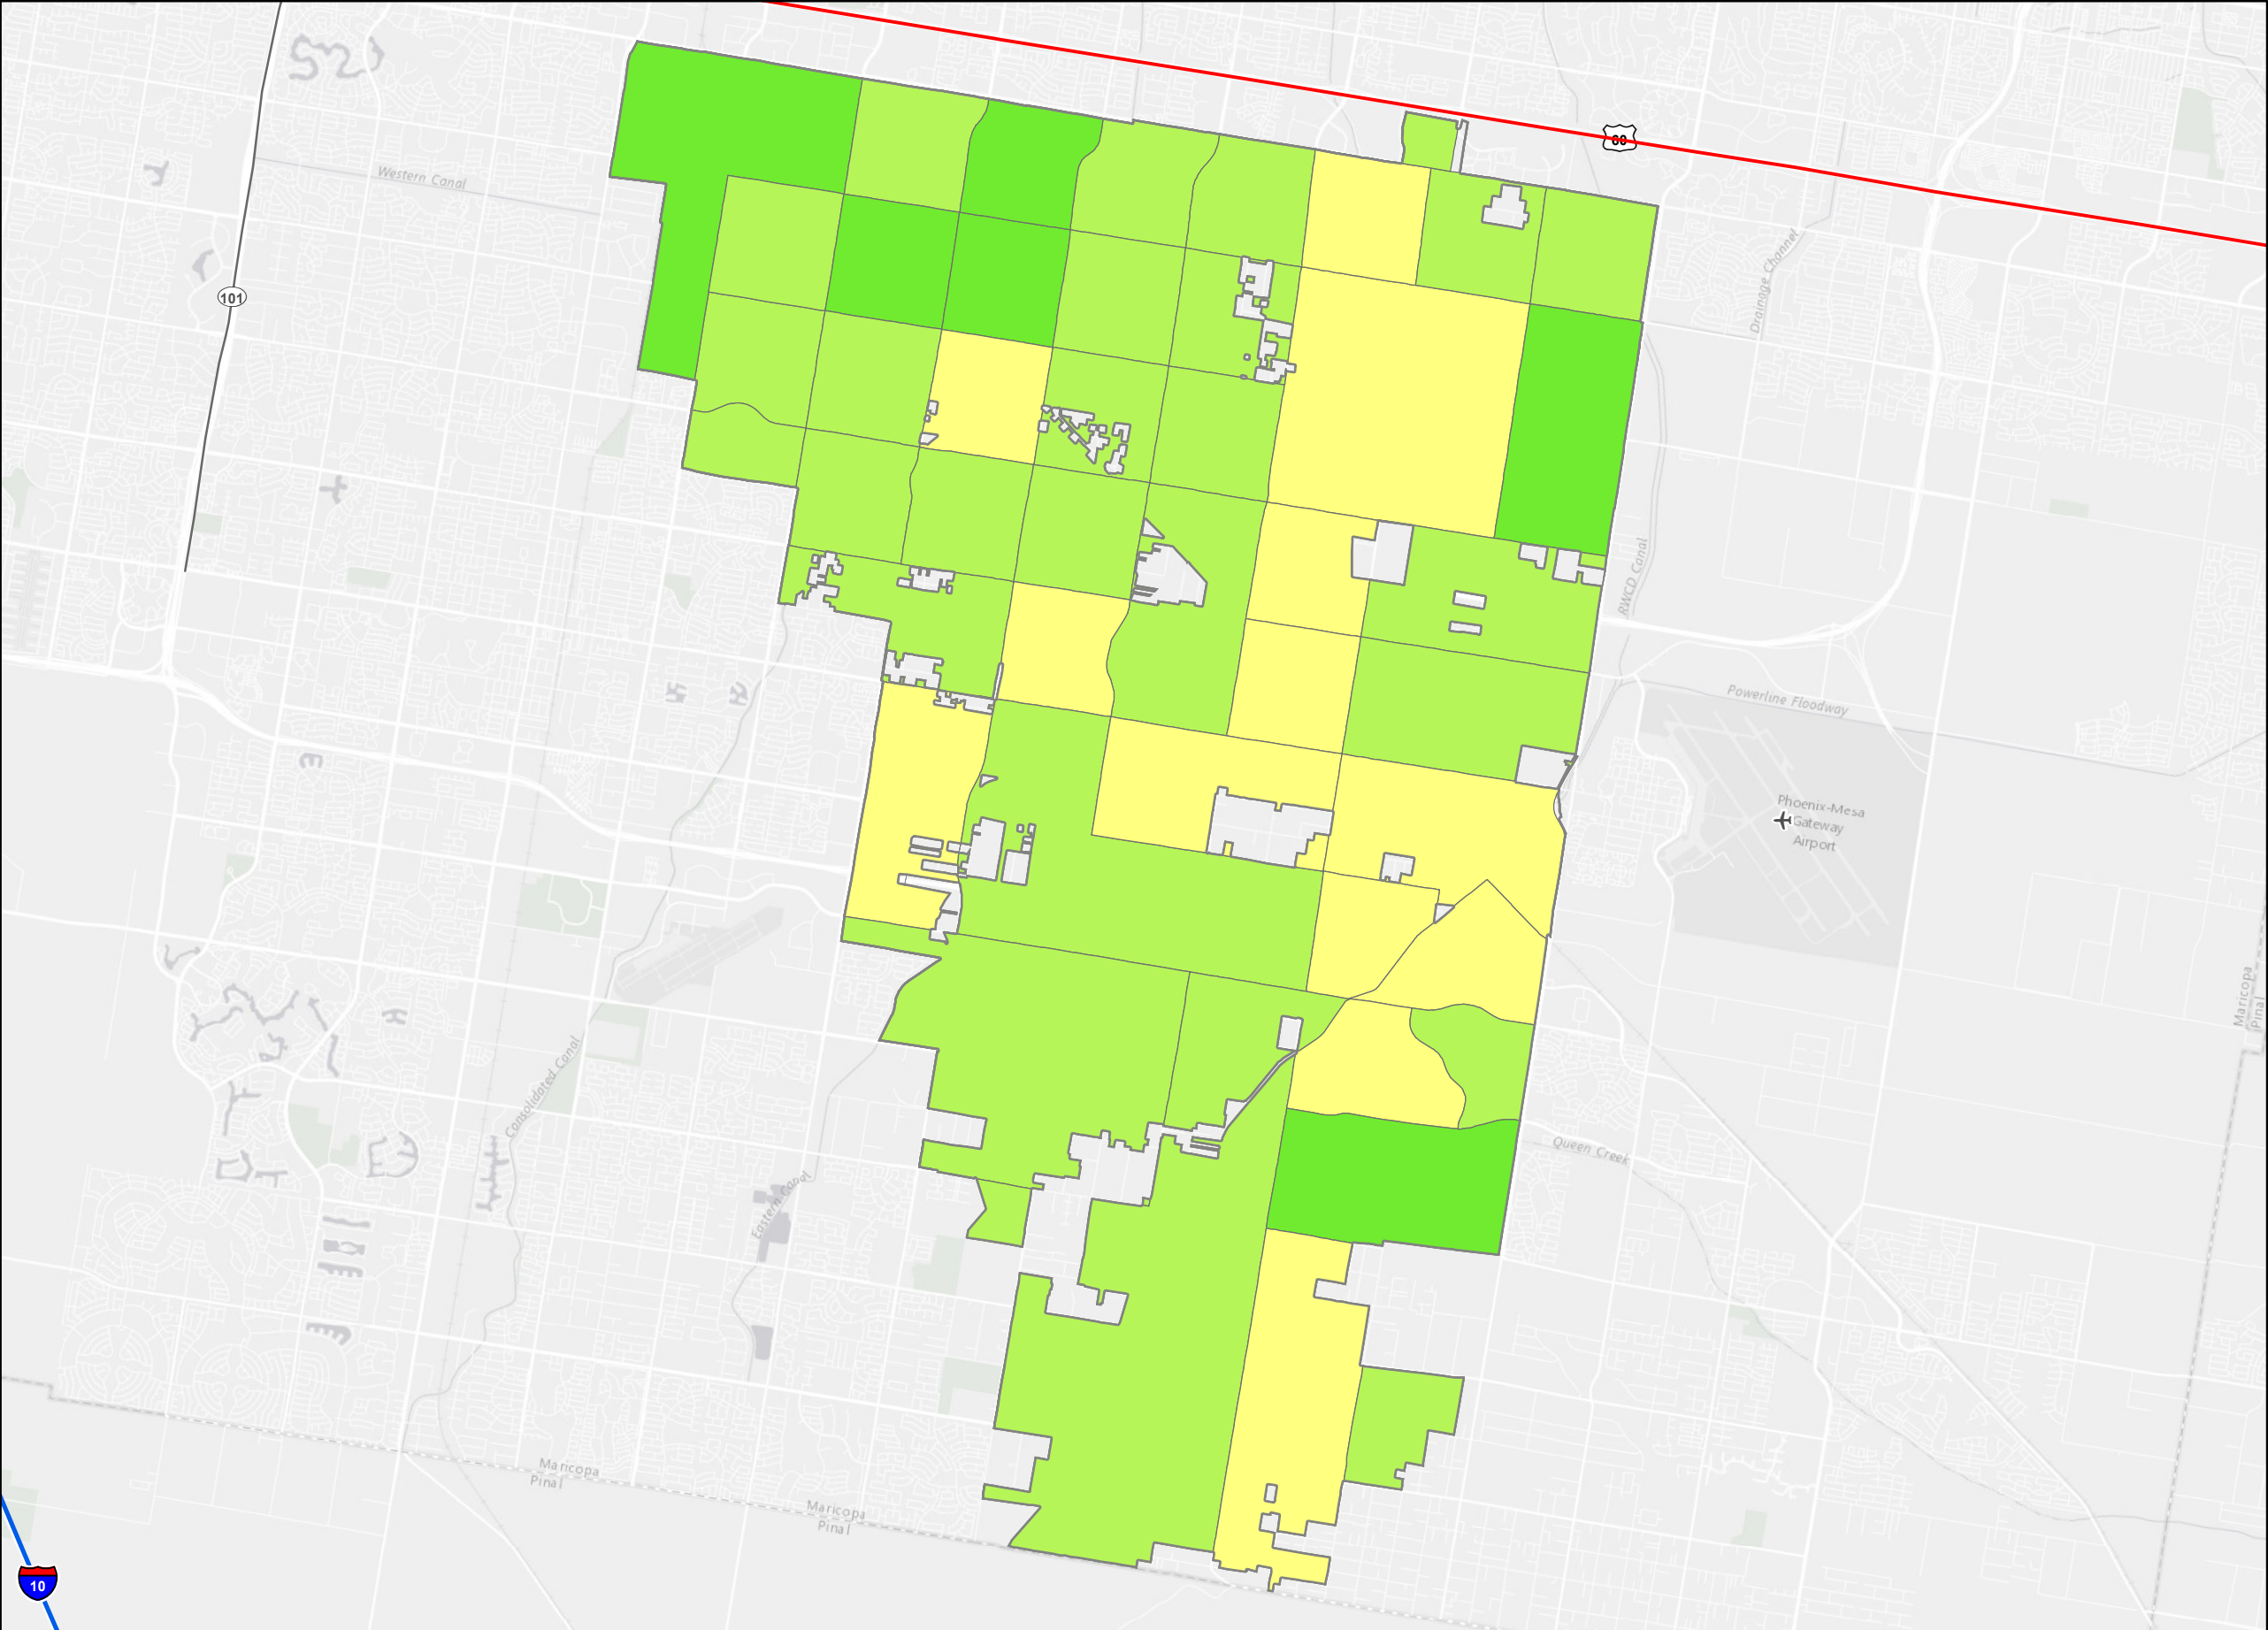 60
Western Canal
Drainage Channel
101
RWCD Canal
Powerline Floodway
Phoenix-Mesa
Gateway
Airport
Maricopa
Pinal
Consolidated Canal
Queen Creek
Eastern Canal
Maricopa
Pinal
Maricopa
Pinal
10